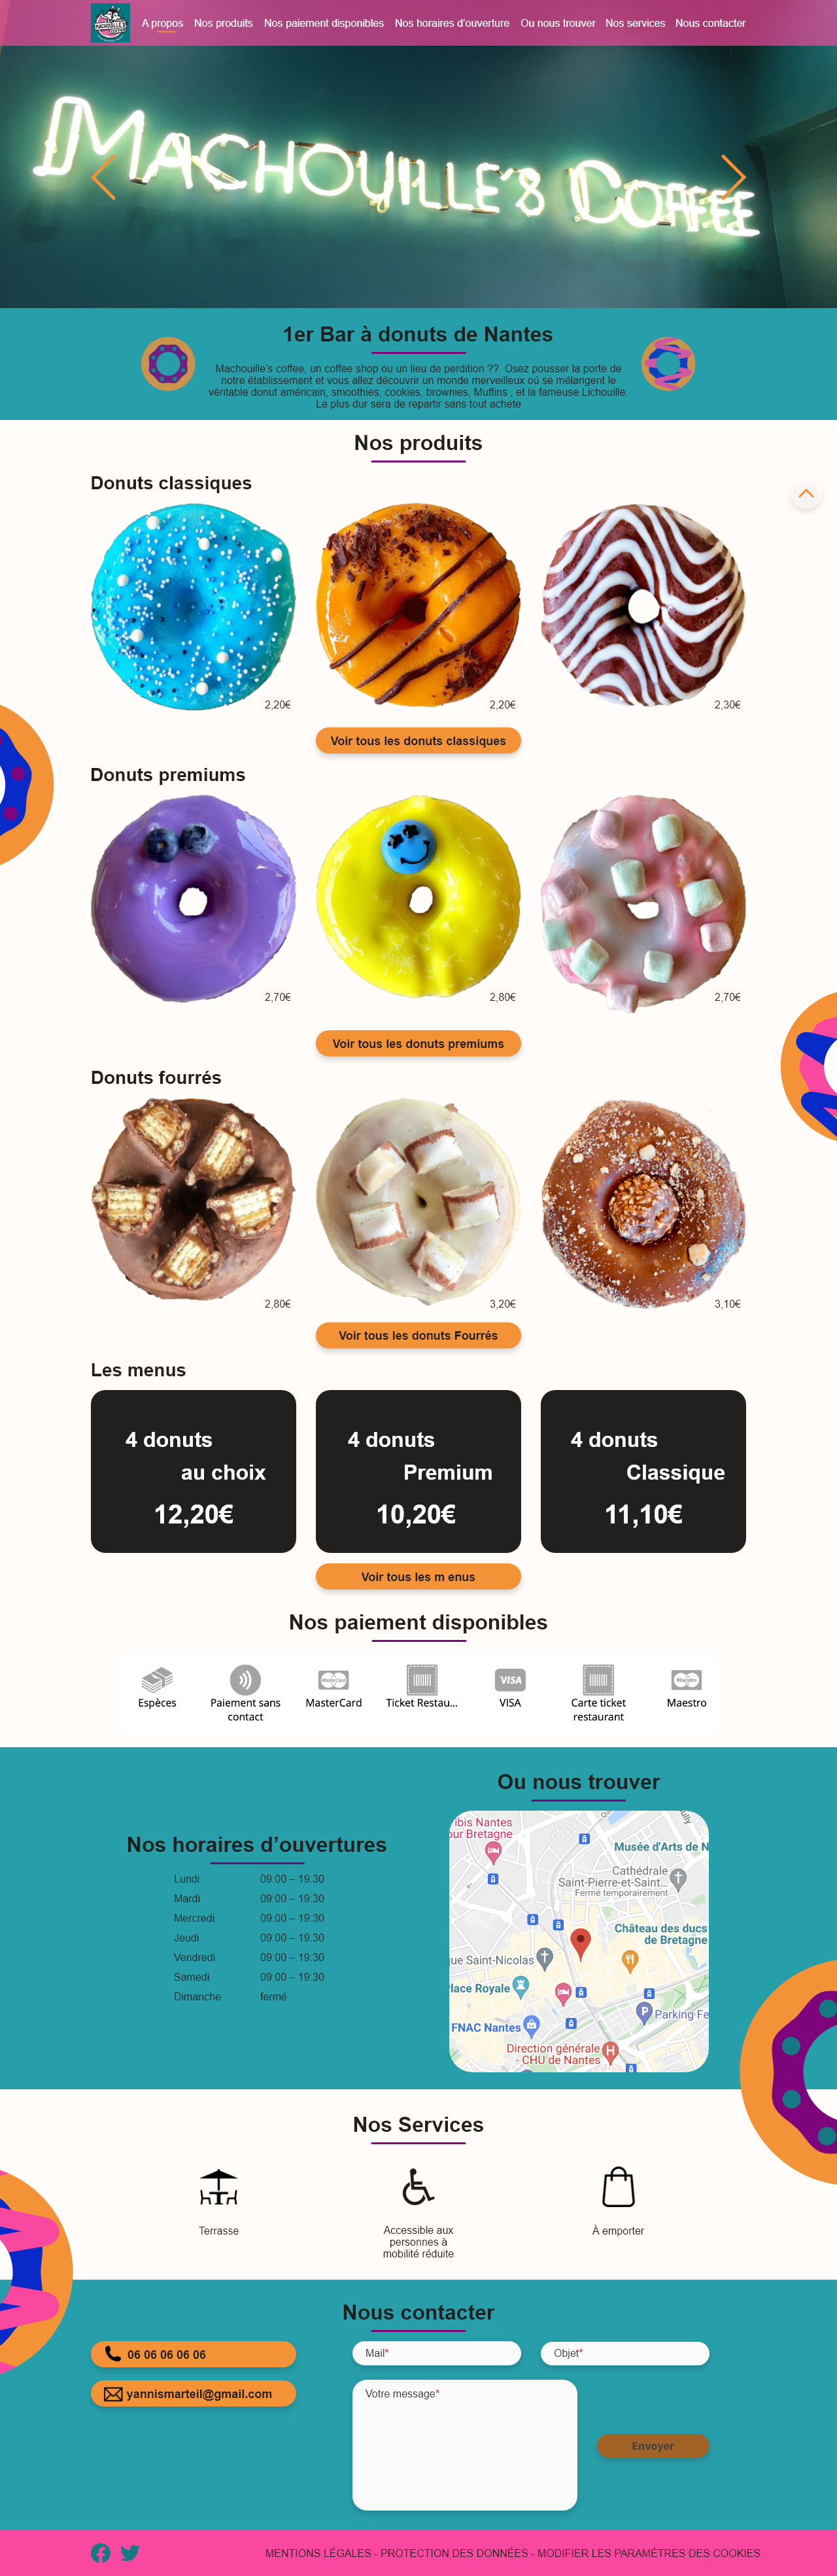 MACHOUILLE'S
A propos Nos produits Nos paiement disponibles Nos horaires d'ouverture Ou nous trouver Nos services Nous contacter
MACHOUILLE'S COFFEE
1er Bar à donuts de Nantes
Machouille's coffee, un coffee shop ou un lieu de perdition ?? Osez pousser la porte de
notre établissement et vous allez découvrir un monde merveilleux où se mélangent le
véritable donut américain, smoothies, cookies, brownies, Muffins , et la fameuse Lichouille.
Le plus dur sera de repartir sans tout achete
Nos produits
Donuts classiques
2,20€ 2,20€ 2,30€
Voir tous les donuts classiques
Donuts premiums
2,70€ 2,80€ 2,70€
Voir tous les donuts premiums
Donuts fourrés
2,80€ 3,20€ 3,10€
Voir tous les donuts Fourrés
Les menus
4 donuts
au choix
12,20€
4 donuts
Premium
10,20€
4 donuts
Classique
11,10€
Voir tous les m enus
Nos paiement disponibles
MasterCard VISA Maestro
Espèces
Paiement sans
contact
MasterCard
Ticket Restau...
VISA
Carte ticket
restaurant
Maestro
Nos horaires d'ouvertures
Lundi 09:00 – 19:30
Mardi 09:00 – 19:30
Mercredi 09:00 – 19:30
Jeudi 09:00 – 19:30
Vendredi 09:00 – 19:30
Samedi 09:00 – 19:30
Dimanche fermé
Ou nous trouver
ibis Nantes
our Bretagne
Musée d'Arts de N
Cathédrale
Saint-Pierre-et-Saint...
Fermé temporairement
Château des ducs
de Bretagne
que Saint-Nicolas
Place Royale
P
Parking Fe
FNAC Nantes
Direction générale
- CHU de Nantes
H
Nos Services
Terrasse
Accessible aux
personnes à
mobilité réduite
À emporter
Nous contacter
06 06 06 06 06
yannismarteil@gmail.com
Mail*
Objet*
Votre message*
Envoyer
MENTIONS LÉGALES - PROTECTION DES DONNÉES - MODIFIER LES PARAMÈTRES DES COOKIES